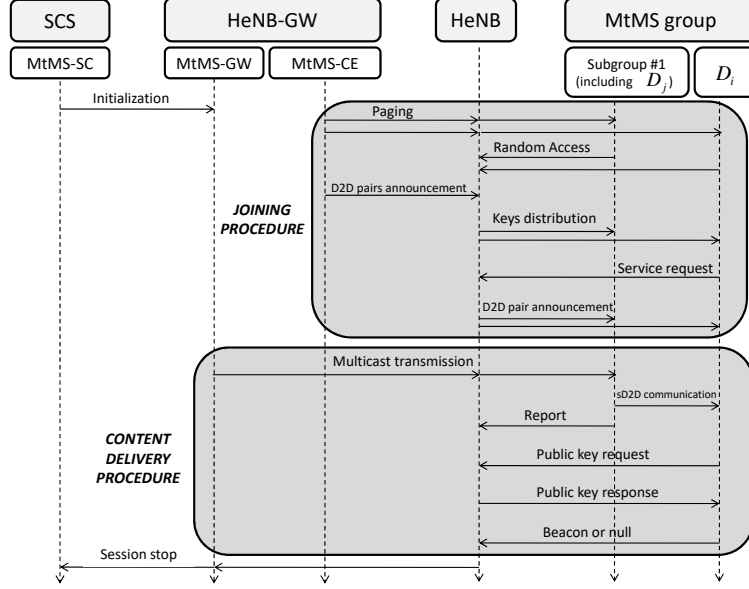 SCS
HeNB-GW
HeNB
MtMS group
MtMS-SC
MtMS-GW
MtMS-CE
Subgroup #1
(including D_j)
D_i
Initialization
Paging
Random Access
D2D pairs announcement
JOINING
PROCEDURE
Keys distribution
Service request
D2D pair announcement
Multicast transmission
sD2D communication
Report
CONTENT
DELIVERY
PROCEDURE
Public key request
Public key response
Beacon or null
Session stop